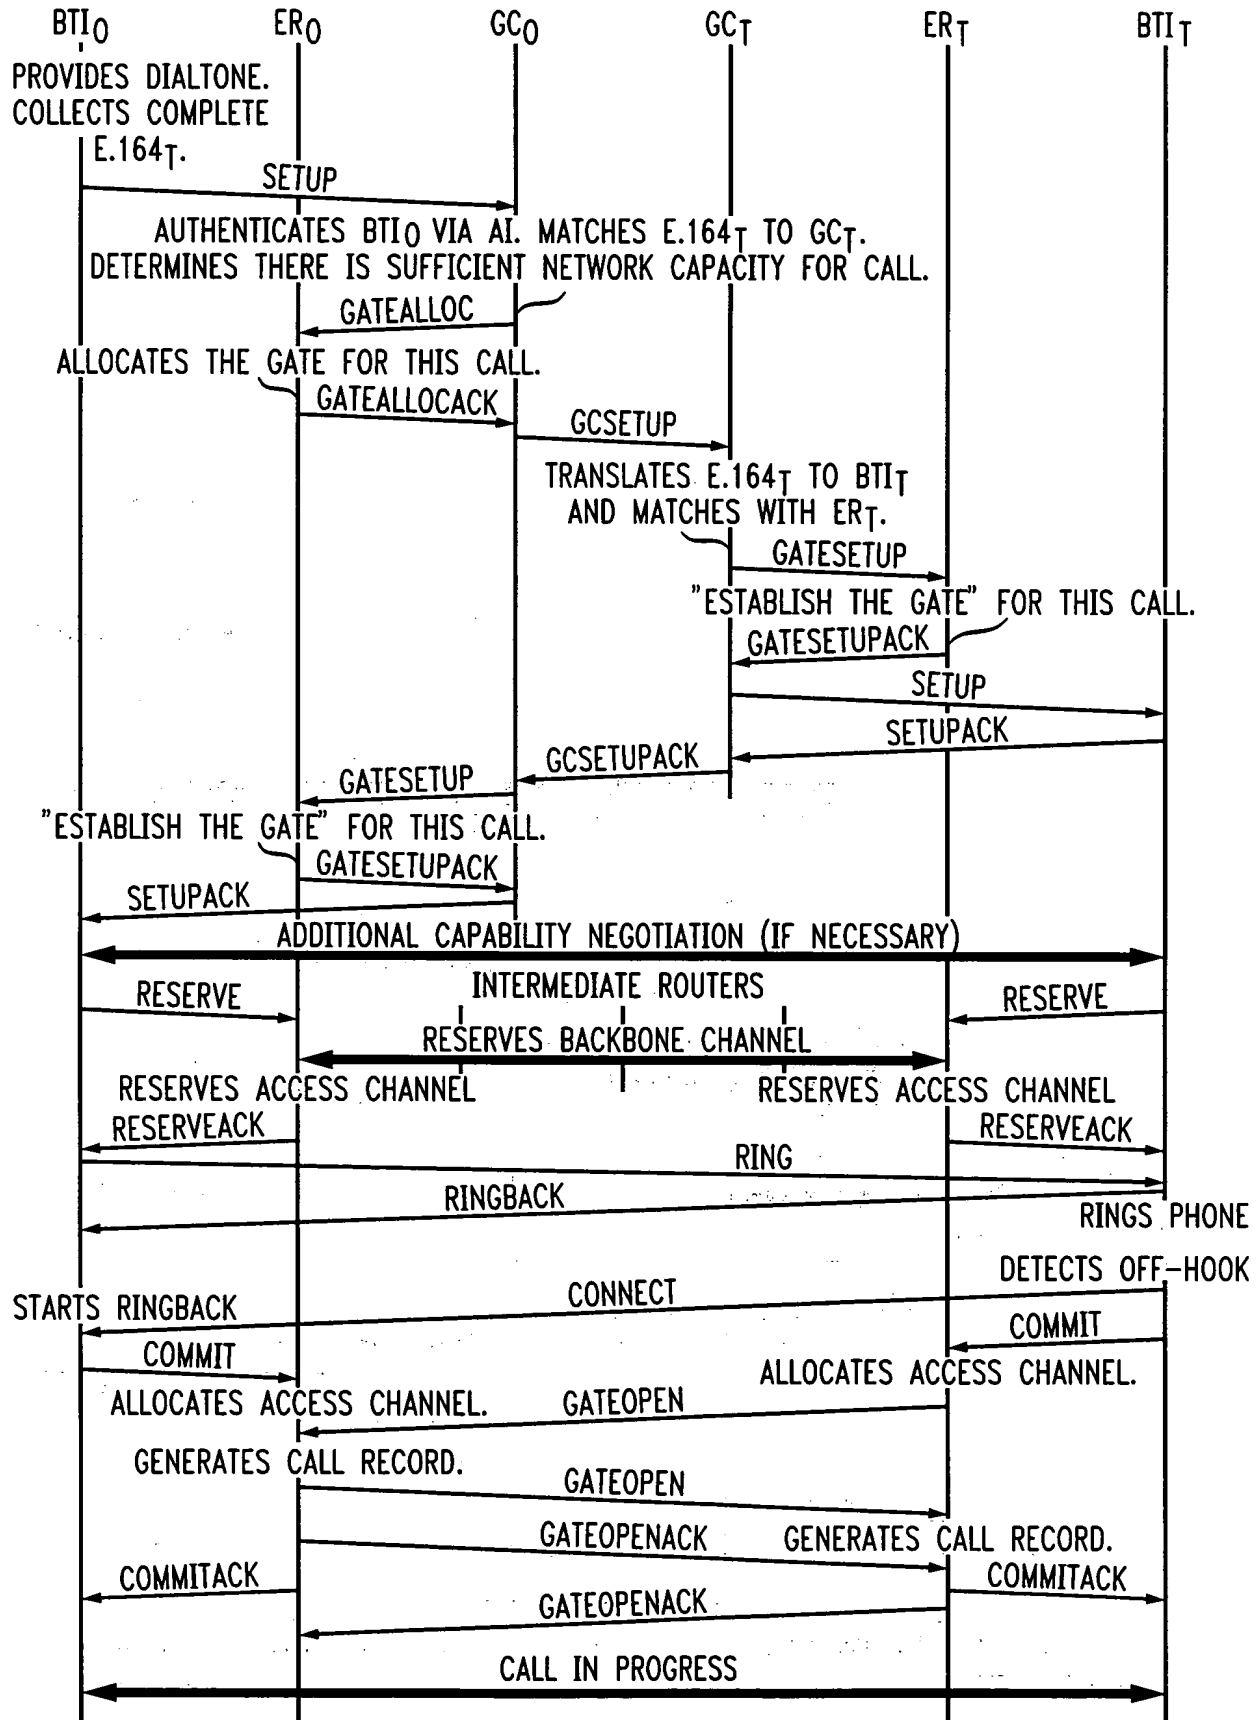 BTIO ERO GCO GCT ERT BTIT
PROVIDES DIALTONE.
COLLECTS COMPLETE
E.164T.
SETUP
AUTHENTICATES BTIO VIA AI. MATCHES E.164T TO GCT.
DETERMINES THERE IS SUFFICIENT NETWORK CAPACITY FOR CALL.
GATEALLOC
ALLOCATES THE GATE FOR THIS CALL.
GATEALLOCACK
GCSETUP
TRANSLATES E.164T TO BTIT
AND MATCHES WITH ERT.
GATESETUP
"ESTABLISH THE GATE" FOR THIS CALL.
GATESETUPACK
SETUP
SETUPACK
GCSETUPACK
GATESETUP
"ESTABLISH THE GATE" FOR THIS CALL.
GATESETUPACK
SETUPACK
ADDITIONAL CAPABILITY NEGOTIATION (IF NECESSARY)
INTERMEDIATE ROUTERS
RESERVE RESERVE
RESERVES BACKBONE CHANNEL
RESERVES ACCESS CHANNEL RESERVES ACCESS CHANNEL
RESERVEACK RESERVEACK
RING
RINGBACK
RINGS PHONE
DETECTS OFF-HOOK
CONNECT
STARTS RINGBACK
COMMIT
COMMIT
ALLOCATES ACCESS CHANNEL.
ALLOCATES ACCESS CHANNEL. GATEOPEN
GENERATES CALL RECORD.
GATEOPEN
GATEOPENACK GENERATES CALL RECORD.
COMMITACK COMMITACK
GATEOPENACK
CALL IN PROGRESS